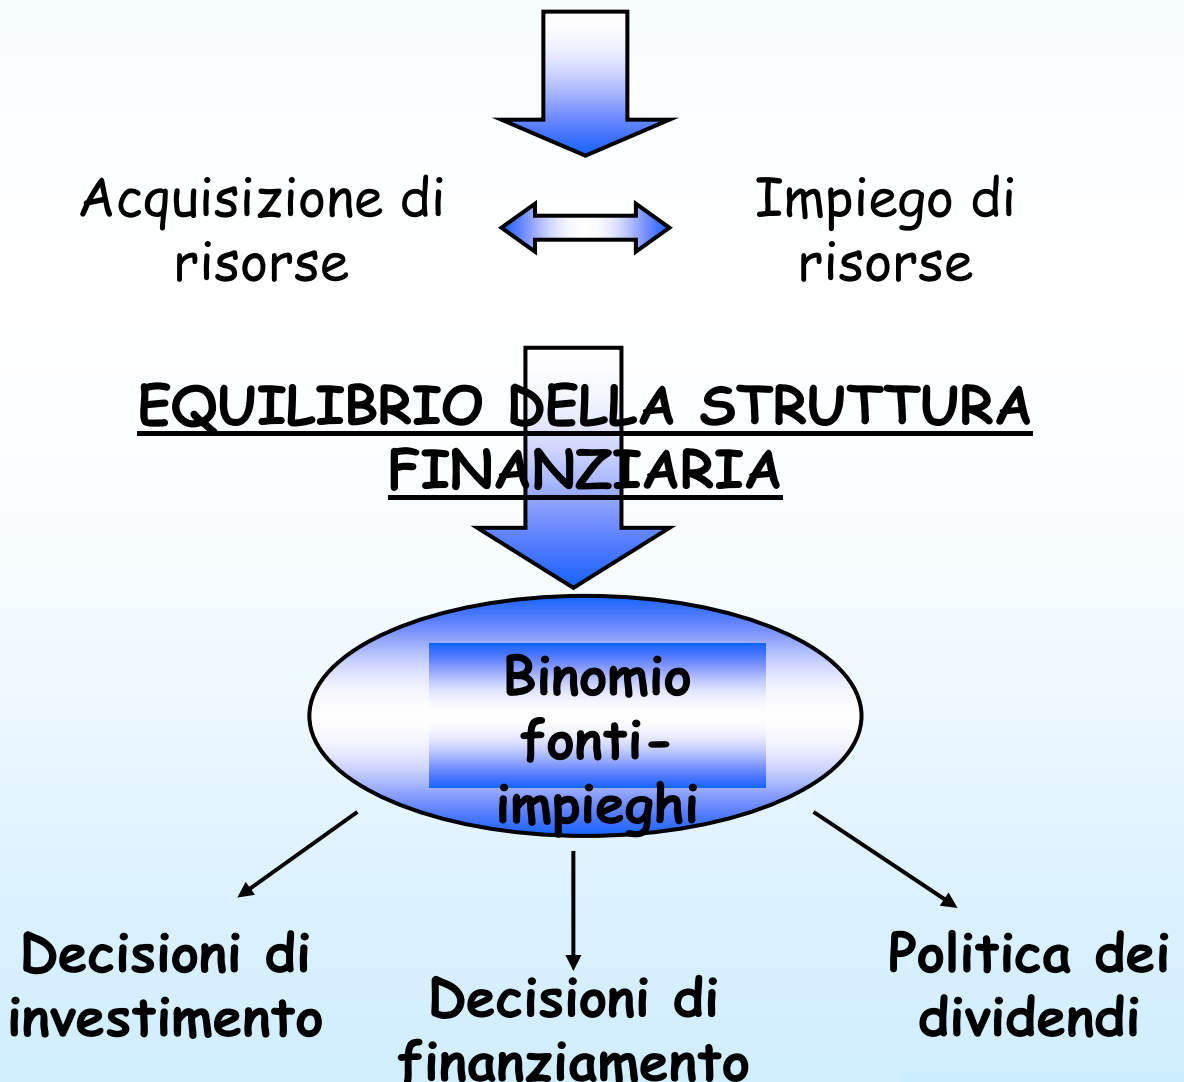 Acquisizione di
risorse
Impiego di
risorse
EQUILIBRIO DELLA STRUTTURA
FINANZIARIA
Binomio
fonti-
impieghi
Decisioni di
investimento
Decisioni di
finanziamento
Politica dei
dividendi